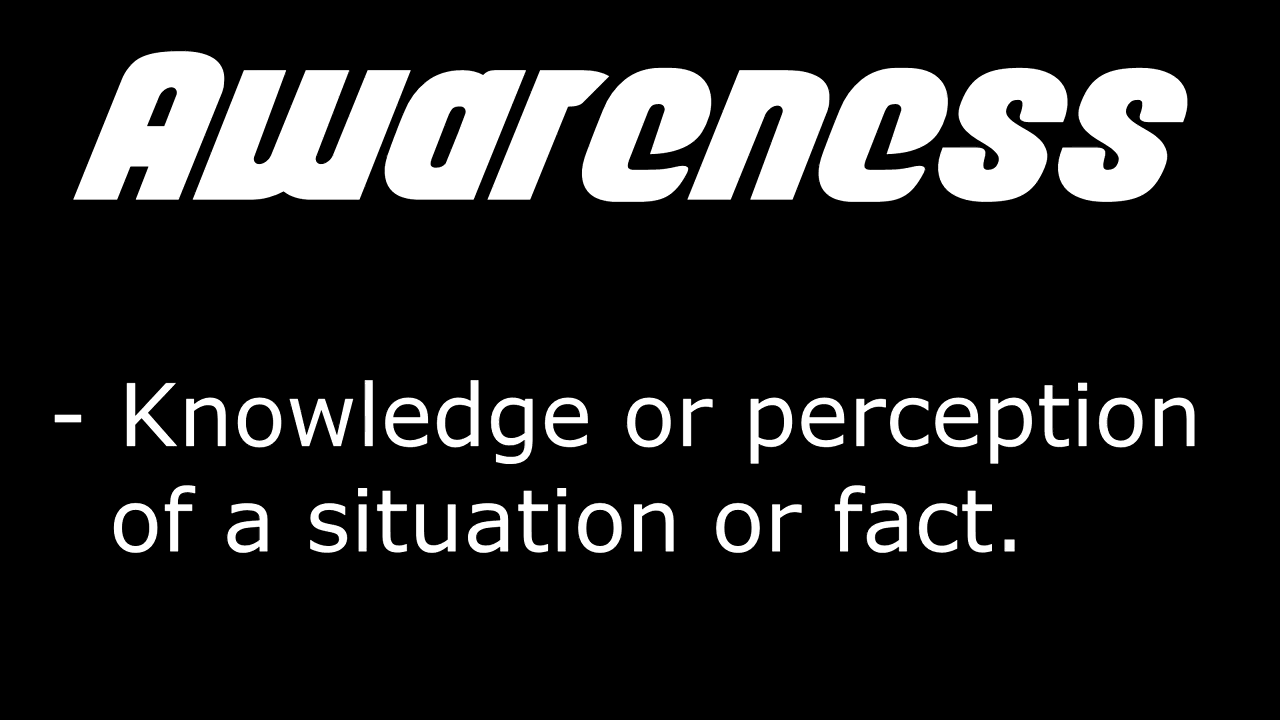 Awareness
- Knowledge or perception
of a situation or fact.